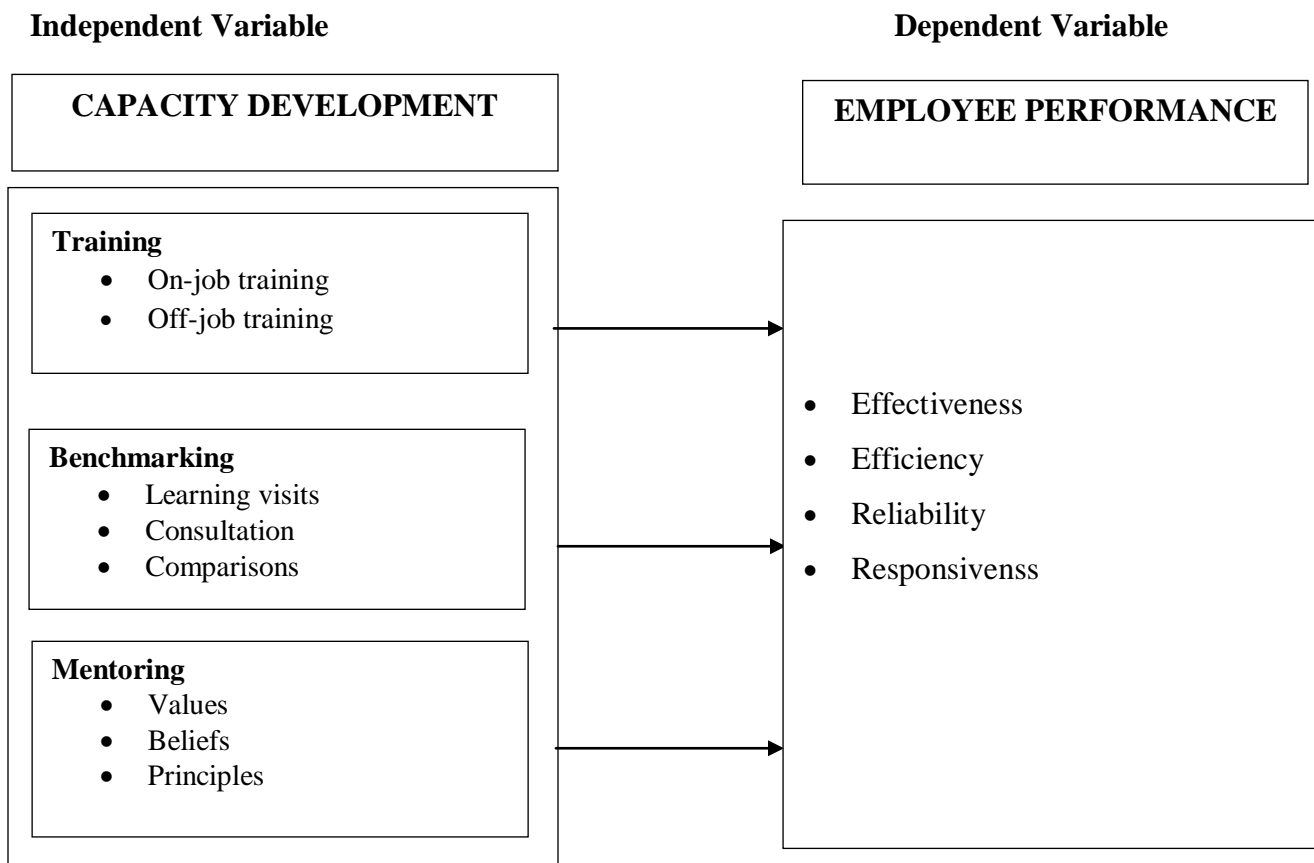 Independent Variable
Dependent Variable
CAPACITY DEVELOPMENT
EMPLOYEE PERFORMANCE
Training
• On-job training
• Off-job training
Benchmarking
• Learning visits
• Consultation
• Comparisons
Mentoring
• Values
• Beliefs
• Principles
• Effectiveness
• Efficiency
• Reliability
• Responsivenss